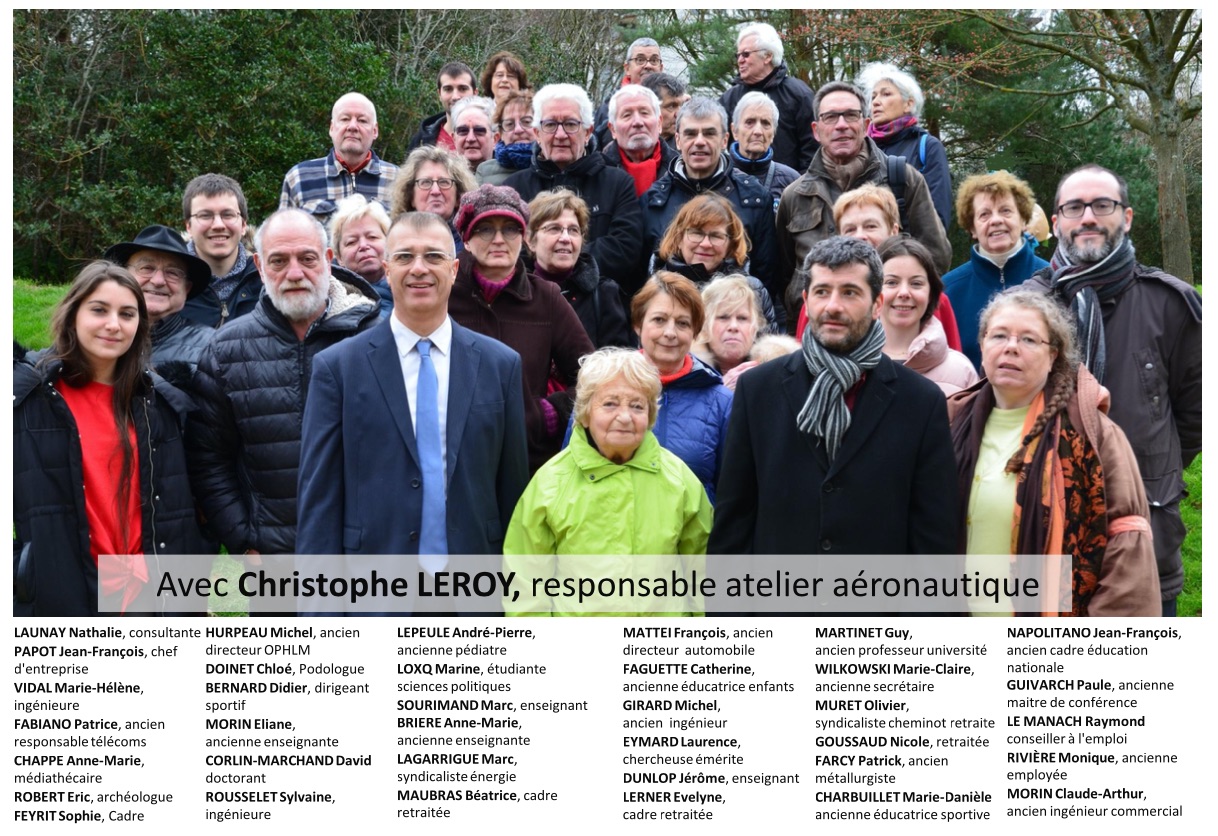 Avec Christophe LEROY, responsable atelier aéronautique
LAUNAY Nathalie, consultante
PAPOT Jean-François, chef
d'entreprise
VIDAL Marie-Hélène,
ingénieure
FABIANO Patrice, ancien
responsable télécoms
CHAPPE Anne-Marie,
médiathécaire
ROBERT Eric, archéologue
FEYRIT Sophie, Cadre
HURPEAU Michel, ancien
directeur OPHLM
DOINET Chloé, Podologue
BERNARD Didier, dirigeant
sportif
MORIN Eliane,
ancienne enseignante
CORLIN-MARCHAND David
doctorant
ROUSSELET Sylvaine,
ingénieure
LEPEULE André-Pierre,
ancienne pédiatre
LOXQ Marine, étudiante
sciences politiques
SOURIMAND Marc, enseignant
BRIERE Anne-Marie,
ancienne enseignante
LAGARRIGUE Marc,
syndicaliste énergie
MAUBRAS Béatrice, cadre
retraitée
MATTEI François, ancien
directeur automobile
FAGUETTE Catherine,
ancienne éducatrice enfants
GIRARD Michel,
ancien ingénieur
EYMARD Laurence,
chercheuse émérite
DUNLOP Jérôme, enseignant
LERNER Evelyne,
cadre retraitée
MARTINET Guy,
ancien professeur université
WILKOWSKI Marie-Claire,
ancienne secrétaire
MURET Olivier,
syndicaliste cheminot retraite
GOUSSAUD Nicole, retraitée
FARCY Patrick, ancien
métallurgiste
CHARBUILLET Marie-Danièle
ancienne éducatrice sportive
NAPOLITANO Jean-François,
ancien cadre éducation
nationale
GUIVARCH Paule, ancienne
maitre de conférence
LE MANACH Raymond
conseiller à l'emploi
RIVIÈRE Monique, ancienne
employée
MORIN Claude-Arthur,
ancien ingénieur commercial